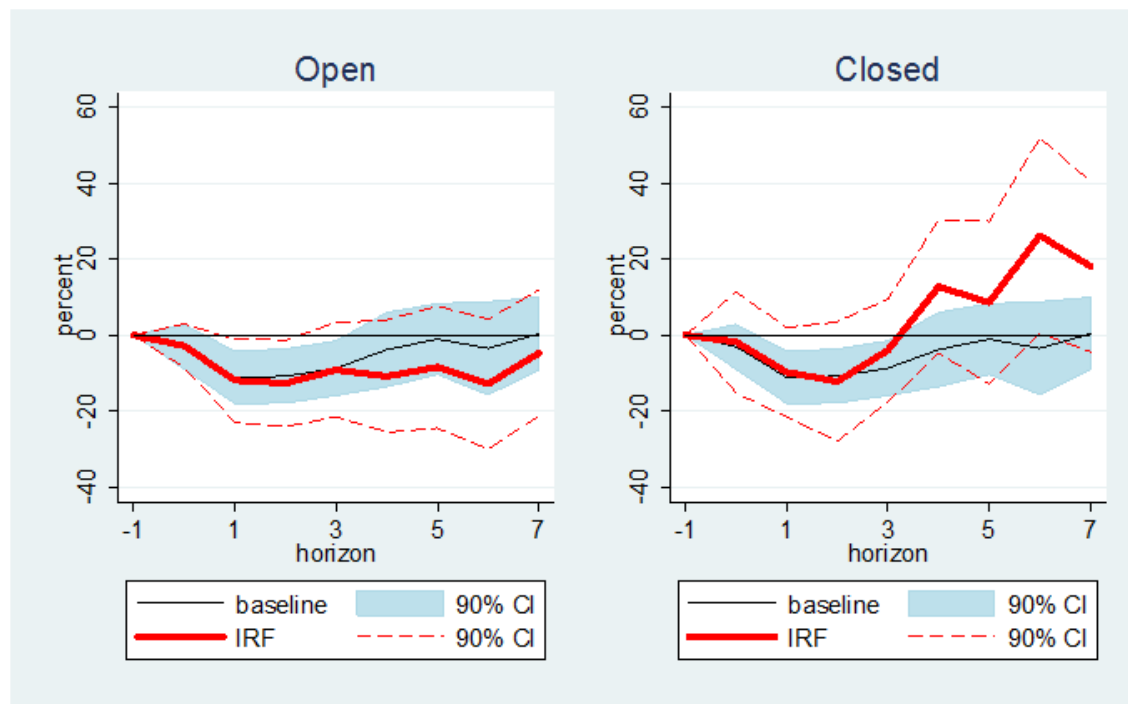 Open
percent
60
40
20
0
-20
-40
-1 1 3 5 7
horizon
baseline 90% CI
IRF 90% CI
Closed
percent
60
40
20
0
-20
-40
-1 1 3 5 7
horizon
baseline 90% CI
IRF 90% CI